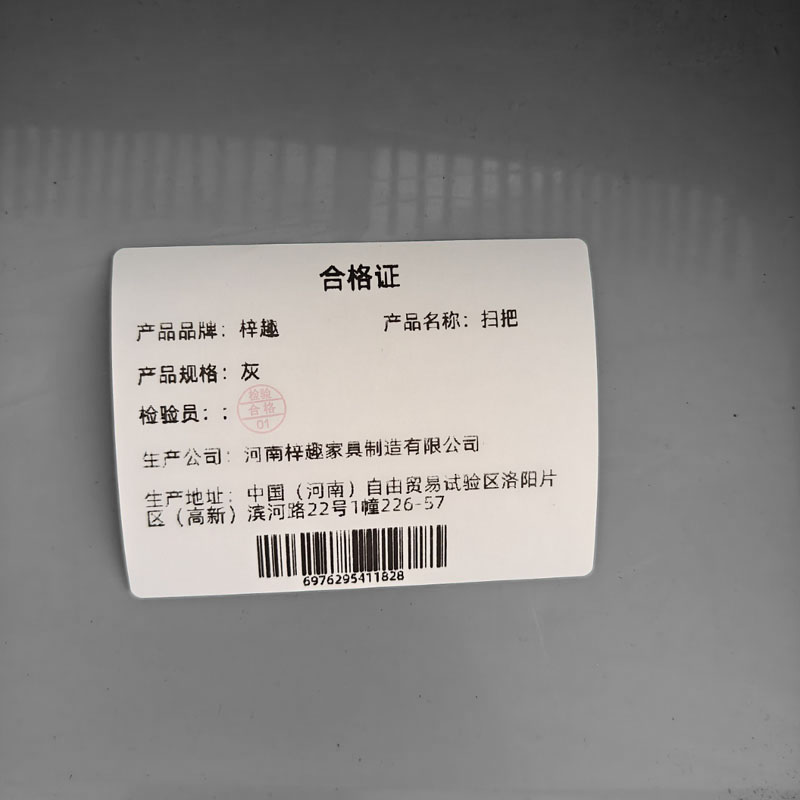 合格证
产品品牌：梓趣 产品名称：扫把
产品规格：灰
检验员：：
检验
合格
01
生产公司：河南梓趣家具制造有限公司
生产地址：中国（河南）自由贸易试验区洛阳片
区（高新）滨河路22号1幢226-57
6976295411828